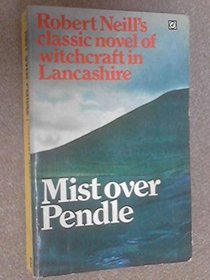 Robert Neill's
classic novel of
witchcraft in
Lancashire
Mist over
Pendle